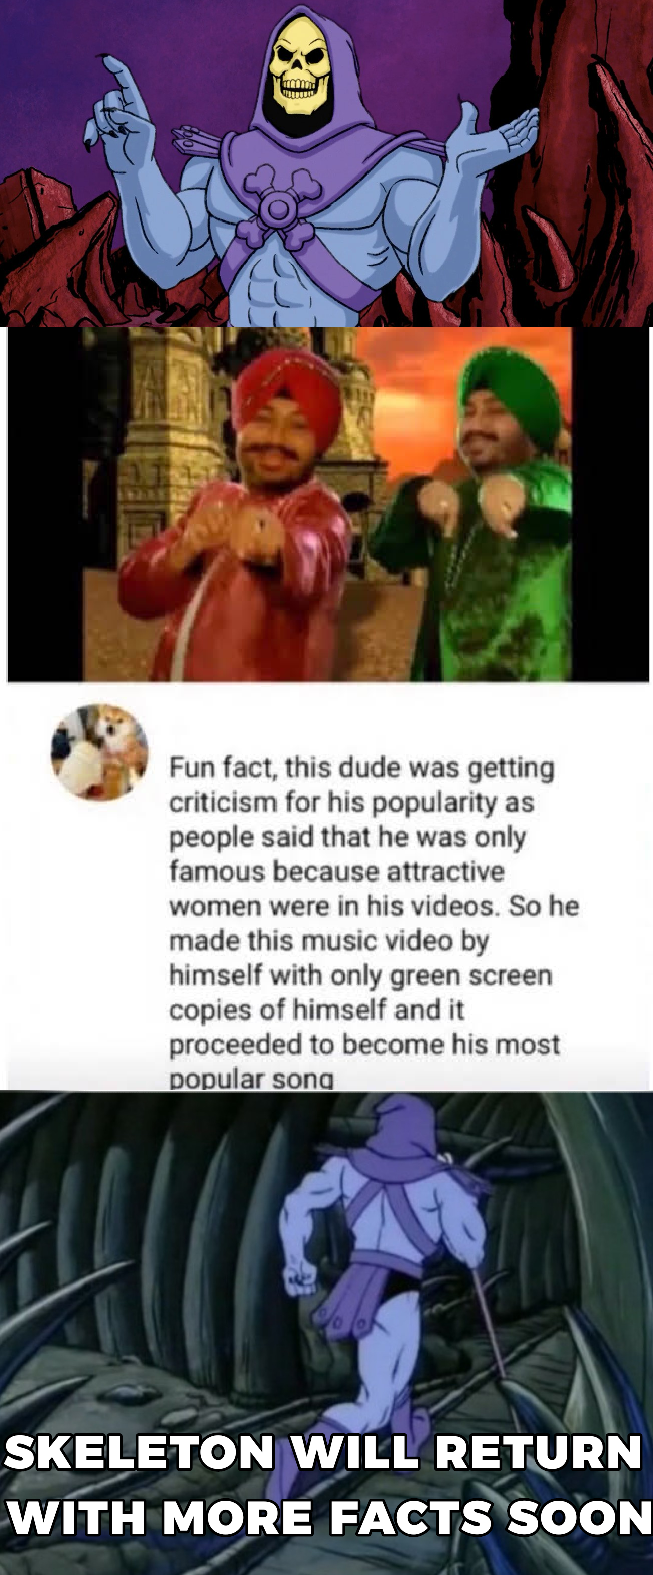 Fun fact, this dude was getting
criticism for his popularity as
people said that he was only
famous because attractive
women were in his videos. So he
made this music video by
himself with only green screen
copies of himself and it
proceeded to become his most
popular song
SKELETON WILL RETURN
WITH MORE FACTS SOON